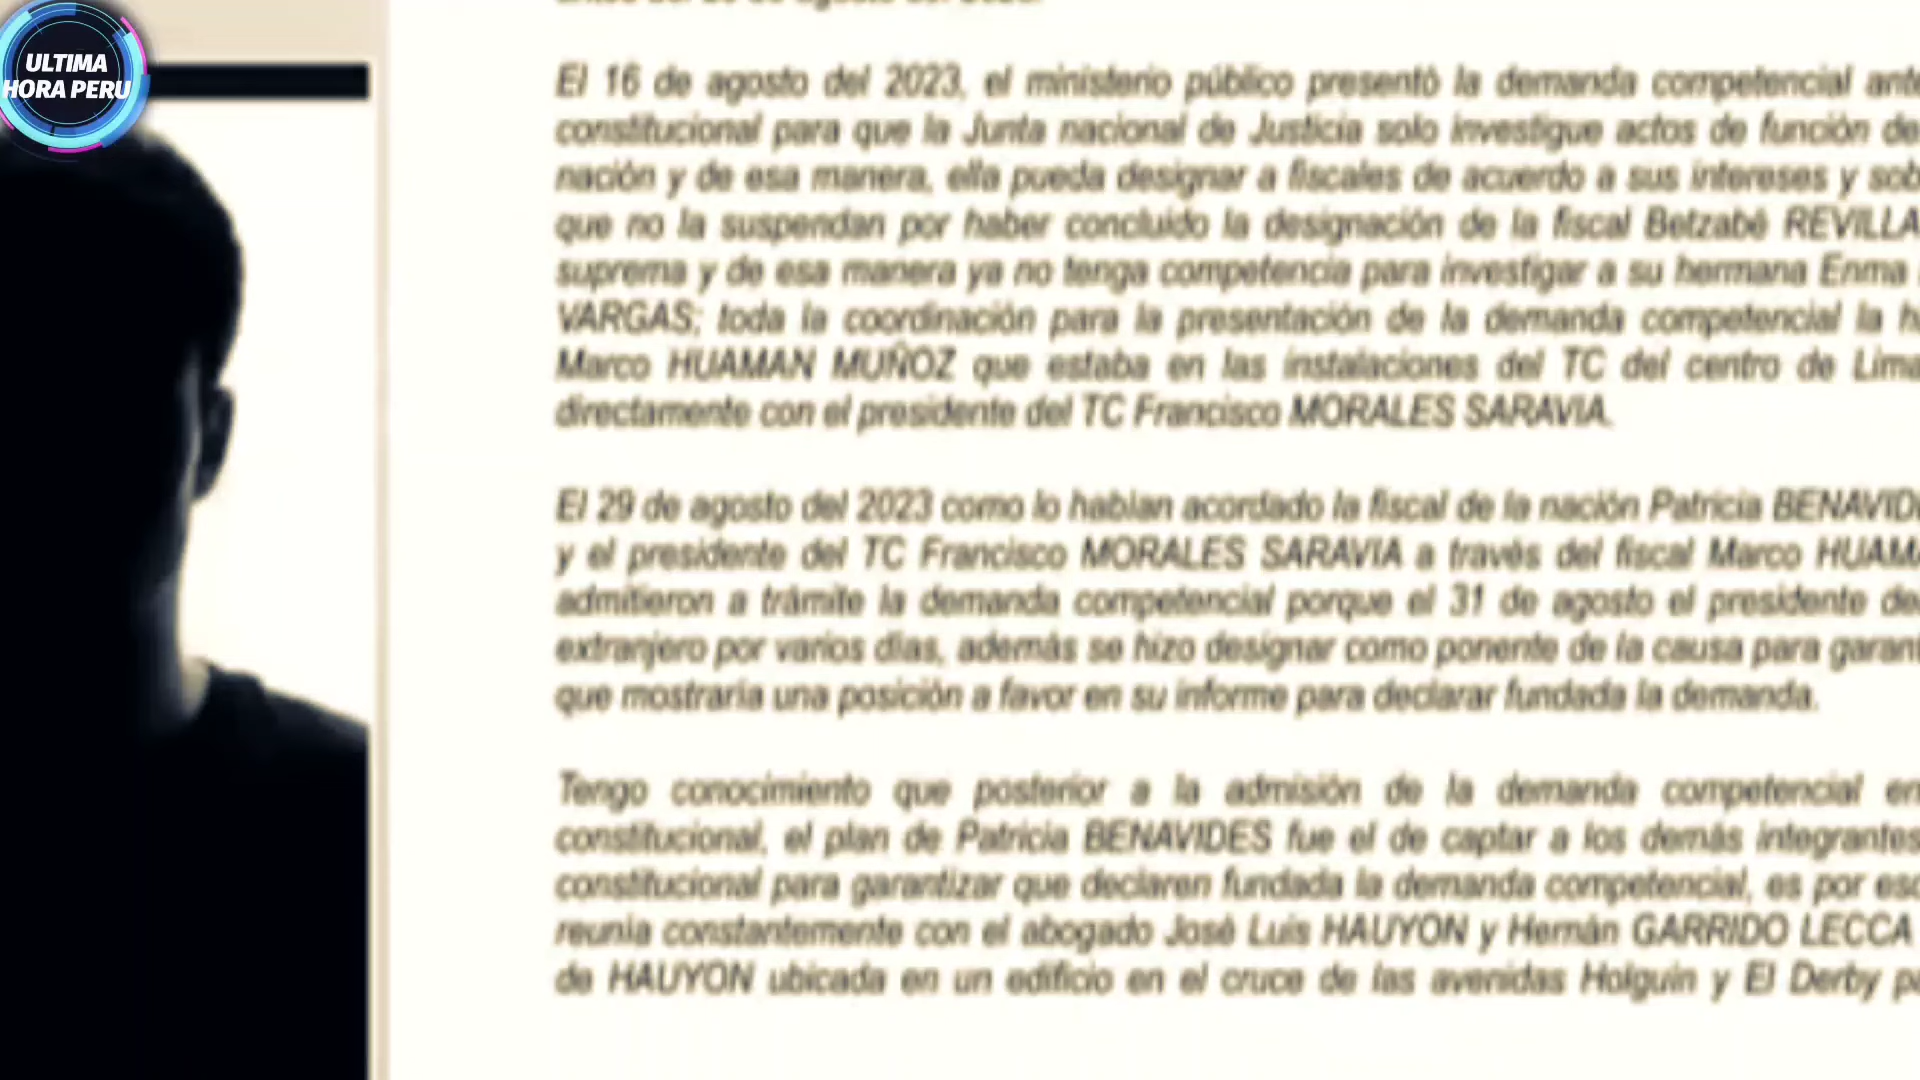 ULTIMA
HORA PERU
El 16 de agosto del 2023, el ministerio público presentó la demanda competencial ante
constitucional para que la Junta nacional de Justicia solo investigue actos de función de
nación y de esa manera, ella pueda designar a fiscales de acuerdo a sus intereses y sob
que no la suspendan por haber concluido la designación de la fiscal Betzabé REVILLA
suprema y de esa manera ya no tenga competencia para investigar a su hermana Enma
VARGAS; toda la coordinación para la presentación de la demanda competencial la h
Marco HUAMAN MUÑOZ que estaba en las instalaciones del TC del centro de Lima
directamente con el presidente del TC Francisco MORALES SARAVIA.
El 29 de agosto del 2023 como lo habían acordado la fiscal de la nación Patricia BENAVIDE
y el presidente del TC Francisco MORALES SARAVIA a través del fiscal Marco HUAMA
admitieron a trámite la demanda competencial porque el 31 de agosto el presidente de
extranjero por varios días, además se hizo designar como ponente de la causa para garant
que mostraría una posición a favor en su informe para declarar fundada la demanda.
Tengo conocimiento que posterior a la admisión de la demanda competencial en
constitucional, el plan de Patricia BENAVIDES fue el de captar a los demás integrantes
constitucional para garantizar que declaren fundada la demanda competencial, es por eso
reunía constantemente con el abogado José Luis HAUYON y Hernán GARRIDO LECCA
de HAUYON ubicada en un edificio en el cruce de las avenidas Holguin y El Derby pa